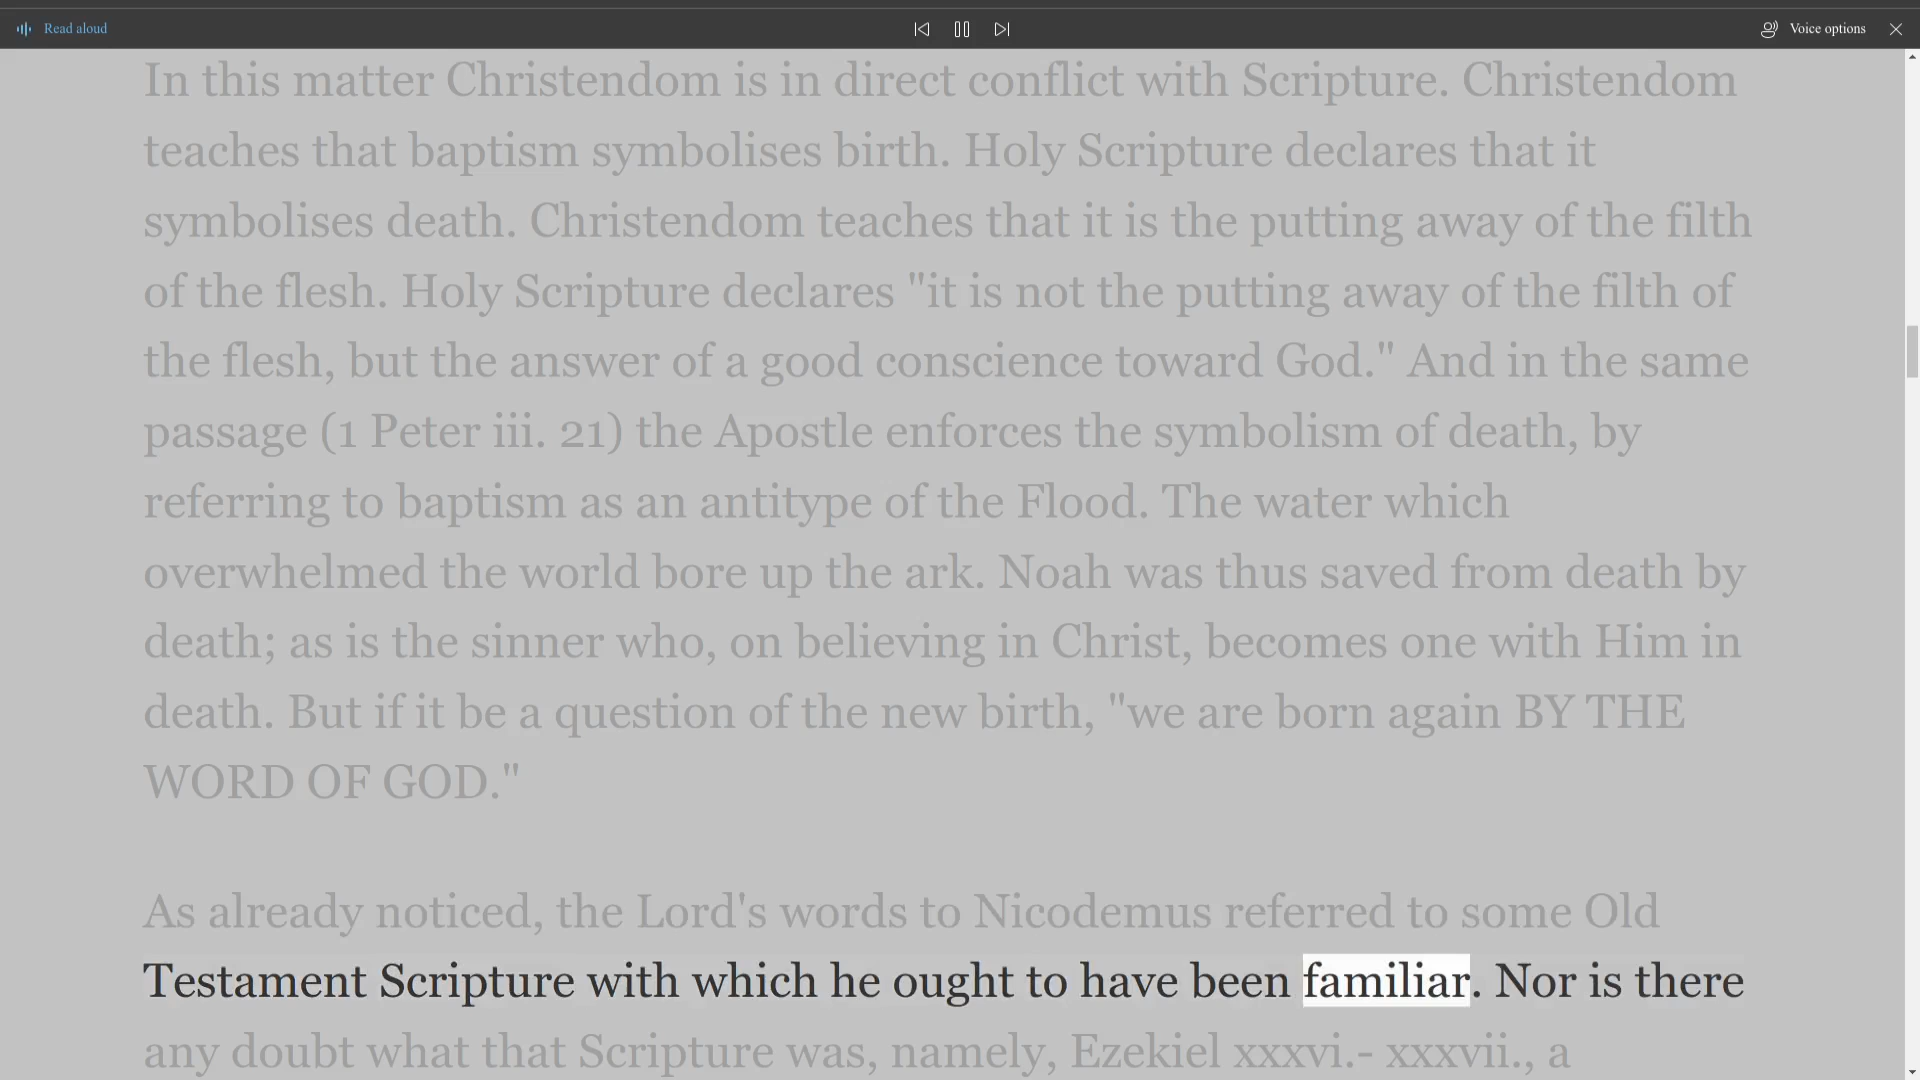 Read aloud
Voice options
In this matter Christendom is in direct conflict with Scripture. Christendom
teaches that baptism symbolises birth. Holy Scripture declares that it
symbolises death. Christendom teaches that it is the putting away of the filth
of the flesh. Holy Scripture declares "it is not the putting away of the filth of
the flesh, but the answer of a good conscience toward God." And in the same
passage (1 Peter iii. 21) the Apostle enforces the symbolism of death, by
referring to baptism as an antitype of the Flood. The water which
overwhelmed the world bore up the ark. Noah was thus saved from death by
death; as is the sinner who, on believing in Christ, becomes one with Him in
death. But if it be a question of the new birth, "we are born again BY THE
WORD OF GOD."
As already noticed, the Lord's words to Nicodemus referred to some Old
Testament Scripture with which he ought to have been familiar. Nor is there
any doubt what that Scripture was, namely, Ezekiel xxxvi.- xxxvii., a